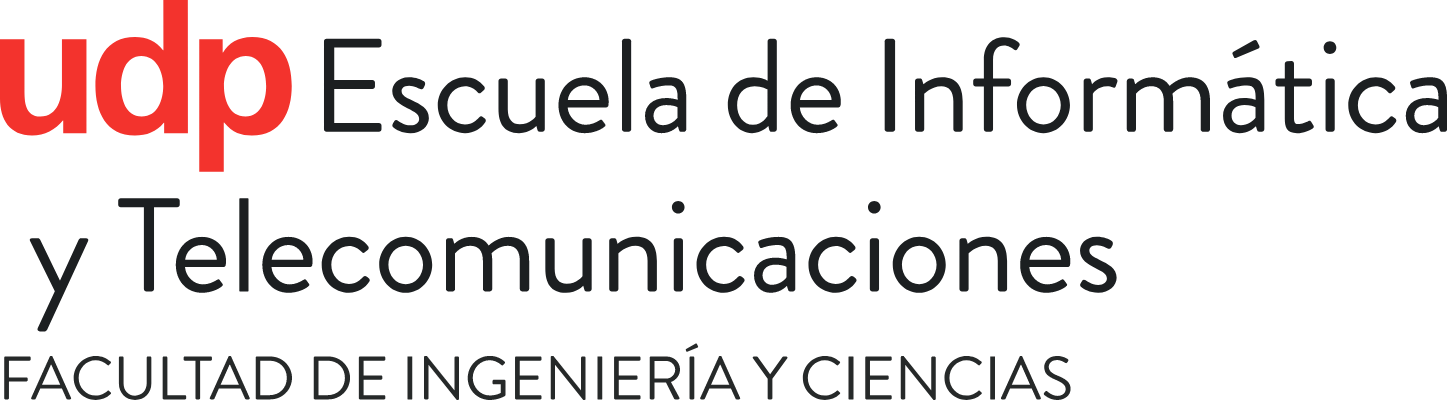 udp Escuela de Informática
y Telecomunicaciones
FACULTAD DE INGENIERÍA Y CIENCIAS